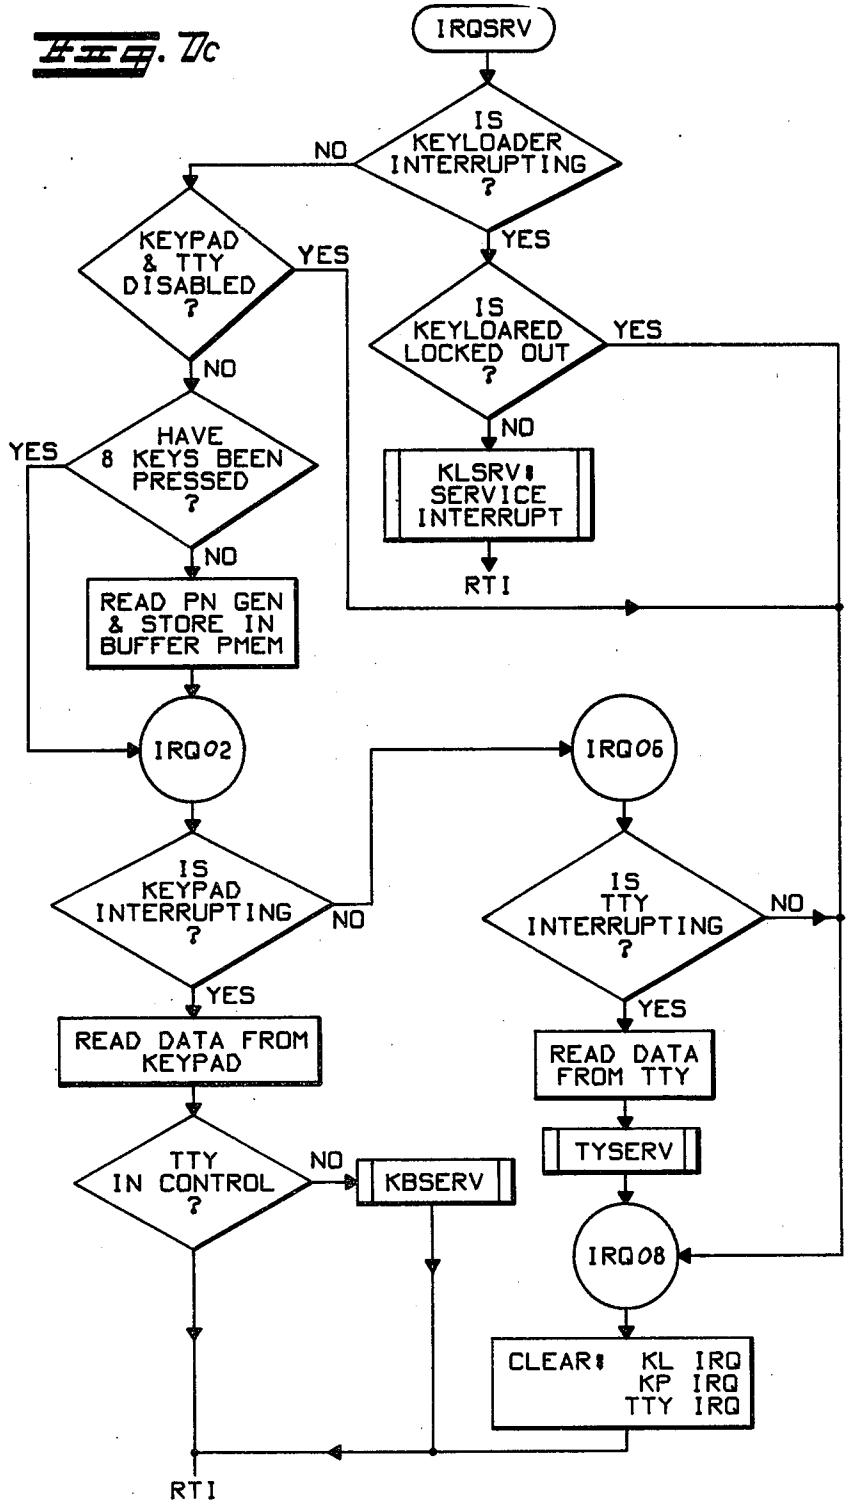 Fig. 7c
IRQSRV
IS
KEYLOADER
INTERRUPTING
?
NO
YES
KEYPAD
& TTY
DISABLED
?
YES
NO
IS
KEYLOARED
LOCKED OUT
?
YES
NO
HAVE
8 KEYS BEEN
PRESSED
?
YES
NO
KLSRV:
SERVICE
INTERRUPT
RTI
READ PN GEN
& STORE IN
BUFFER PMEM
IRQ02
IRQ06
IS
KEYPAD
INTERRUPTING
?
NO
YES
IS
TTY
INTERRUPTING
?
NO
YES
READ DATA FROM
KEYPAD
READ DATA
FROM TTY
TTY
IN CONTROL
?
NO
KBSERV
TYSERV
IRQ08
CLEAR: KL IRQ
KP IRQ
TTY IRQ
RTI